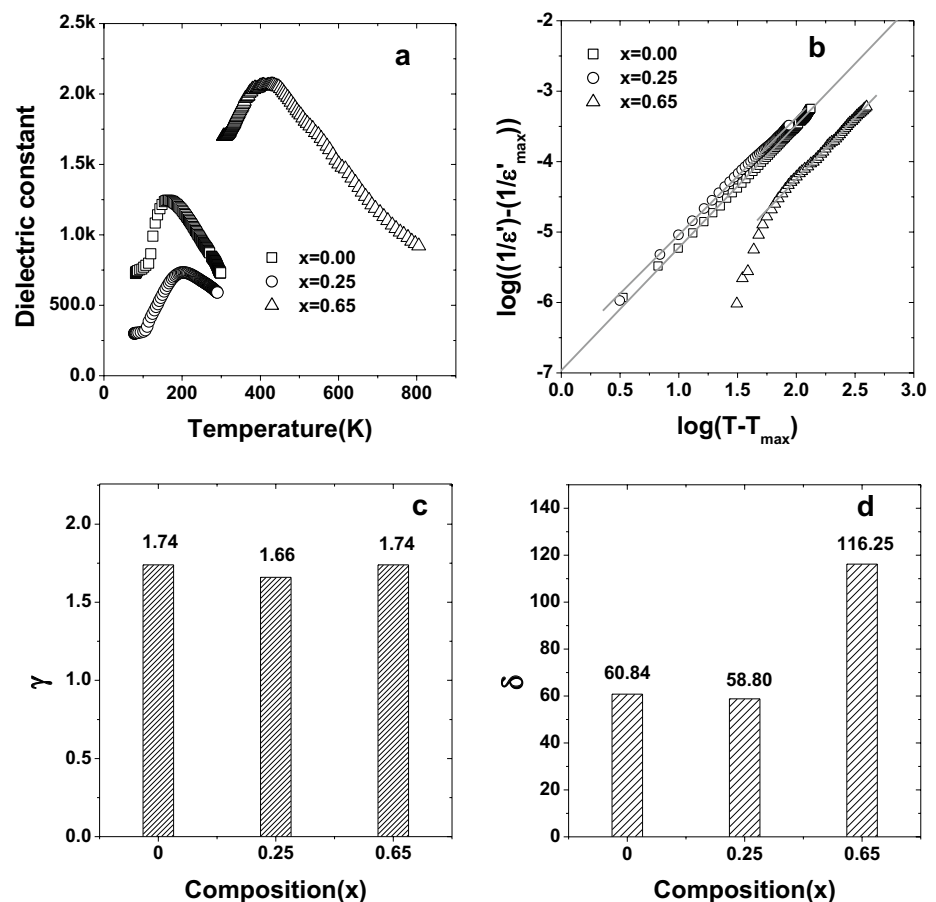 a
Dielectric constant
2.5k
2.0k
1.5k
1.0k
500.0
0.0
x=0.00
x=0.25
x=0.65
0 200 400 600 800
Temperature(K)
b
log((1/ε')-(1/ε'max))
-2
-3
-4
-5
-6
-7
x=0.00
x=0.25
x=0.65
0.0 0.5 1.0 1.5 2.0 2.5 3.0
log(T-Tmax)
c
γ
2.0
1.5
1.0
0.5
0.0
1.74 1.66 1.74
0 0.25 0.65
Composition(x)
d
δ
140
120
100
80
60
40
20
0
60.84 58.80 116.25
0 0.25 0.65
Composition(x)